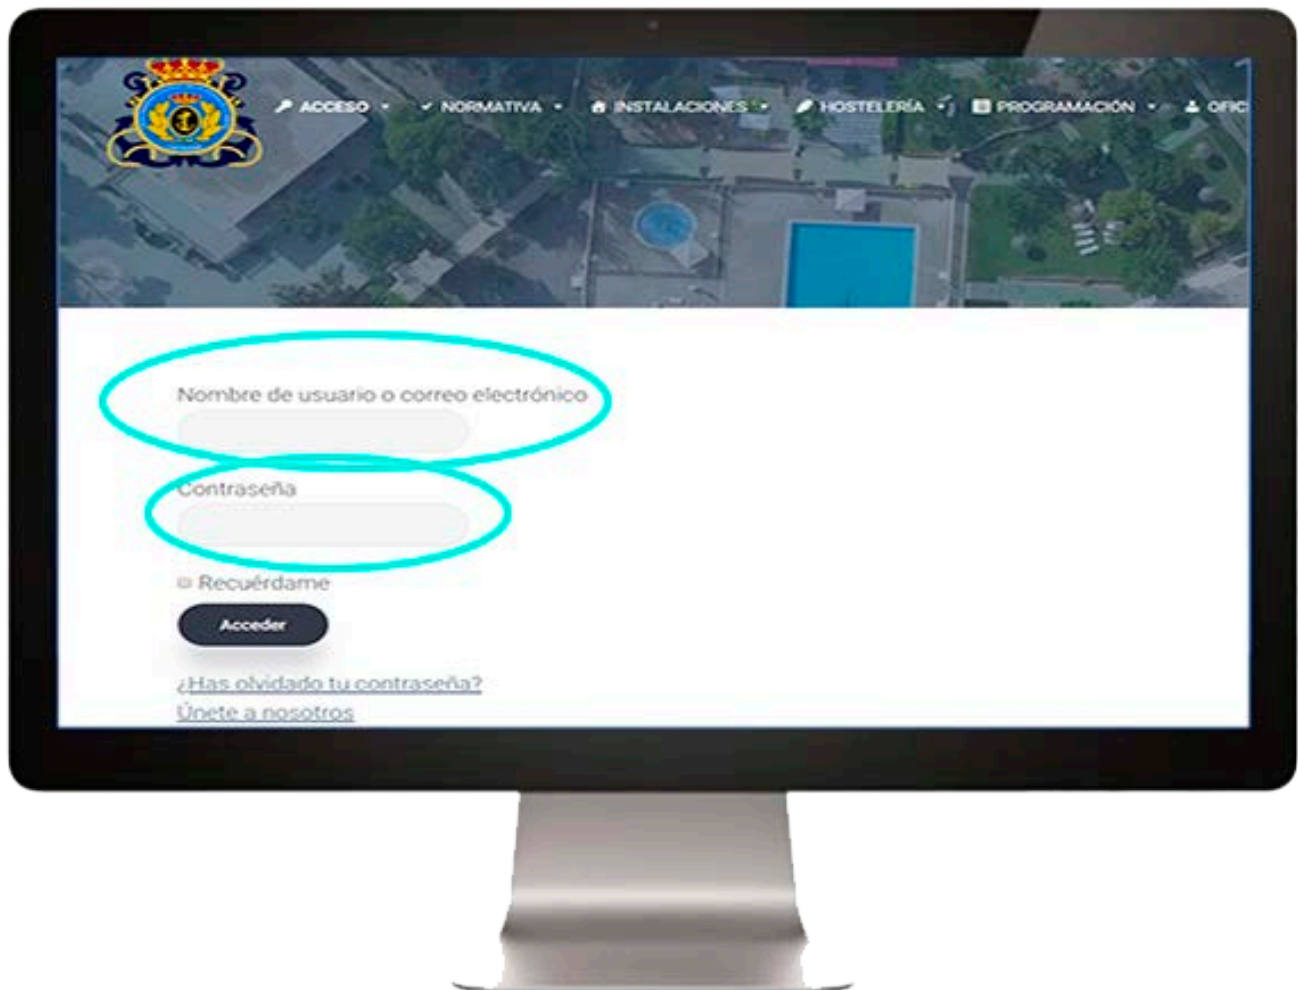 ACCESO NORMATIVA INSTALACIONES HOSTELERÍA PROGRAMACIÓN OFIC
Nombre de usuario o correo electrónico
Contraseña
Recuérdame
Acceder
¿Has olvidado tu contraseña?
Únete a nosotros